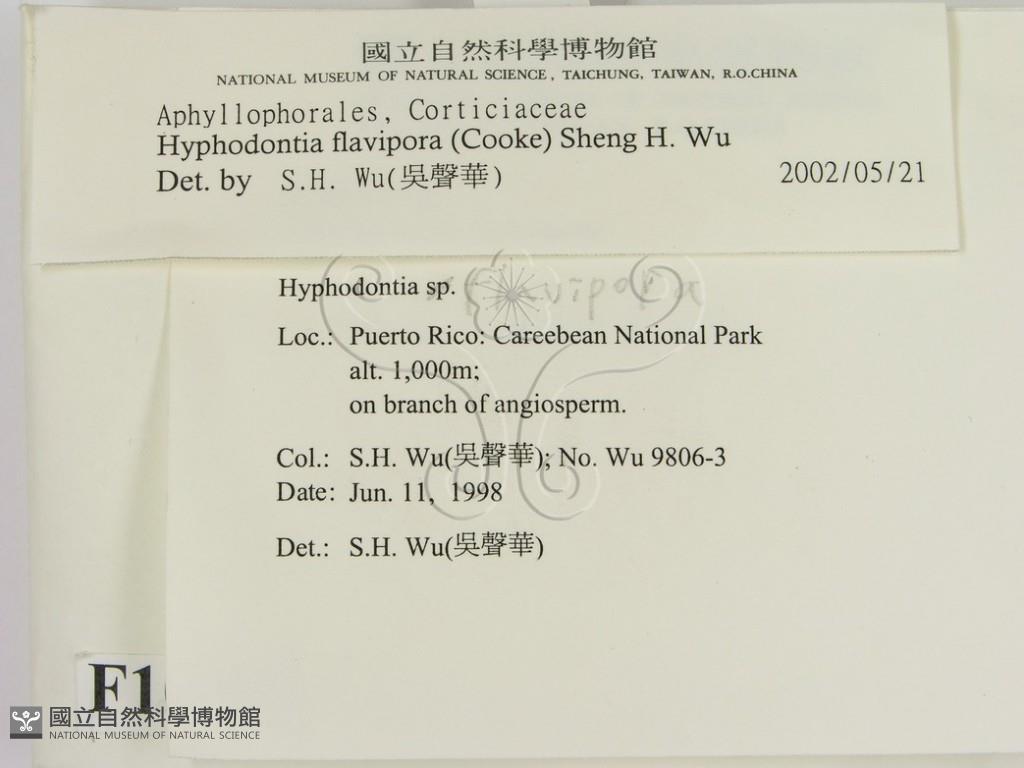 國立自然科學博物館
NATIONAL MUSEUM OF NATURAL SCIENCE, TAICHUNG, TAIWAN, R.O.CHINA
Aphyllophorales, Corticiaceae
Hyphodontia flavipora (Cooke) Sheng H. Wu
Det. by S.H. Wu(吳聲華) 2002/05/21
Hyphodontia sp.
Loc.: Puerto Rico: Careebean National Park
alt. 1,000m;
on branch of angiosperm.
Col.: S.H. Wu(吳聲華); No. Wu 9806-3
Date: Jun. 11, 1998
Det.: S.H. Wu(吳聲華)
F1
國立自然科學博物館
NATIONAL MUSEUM OF NATURAL SCIENCE